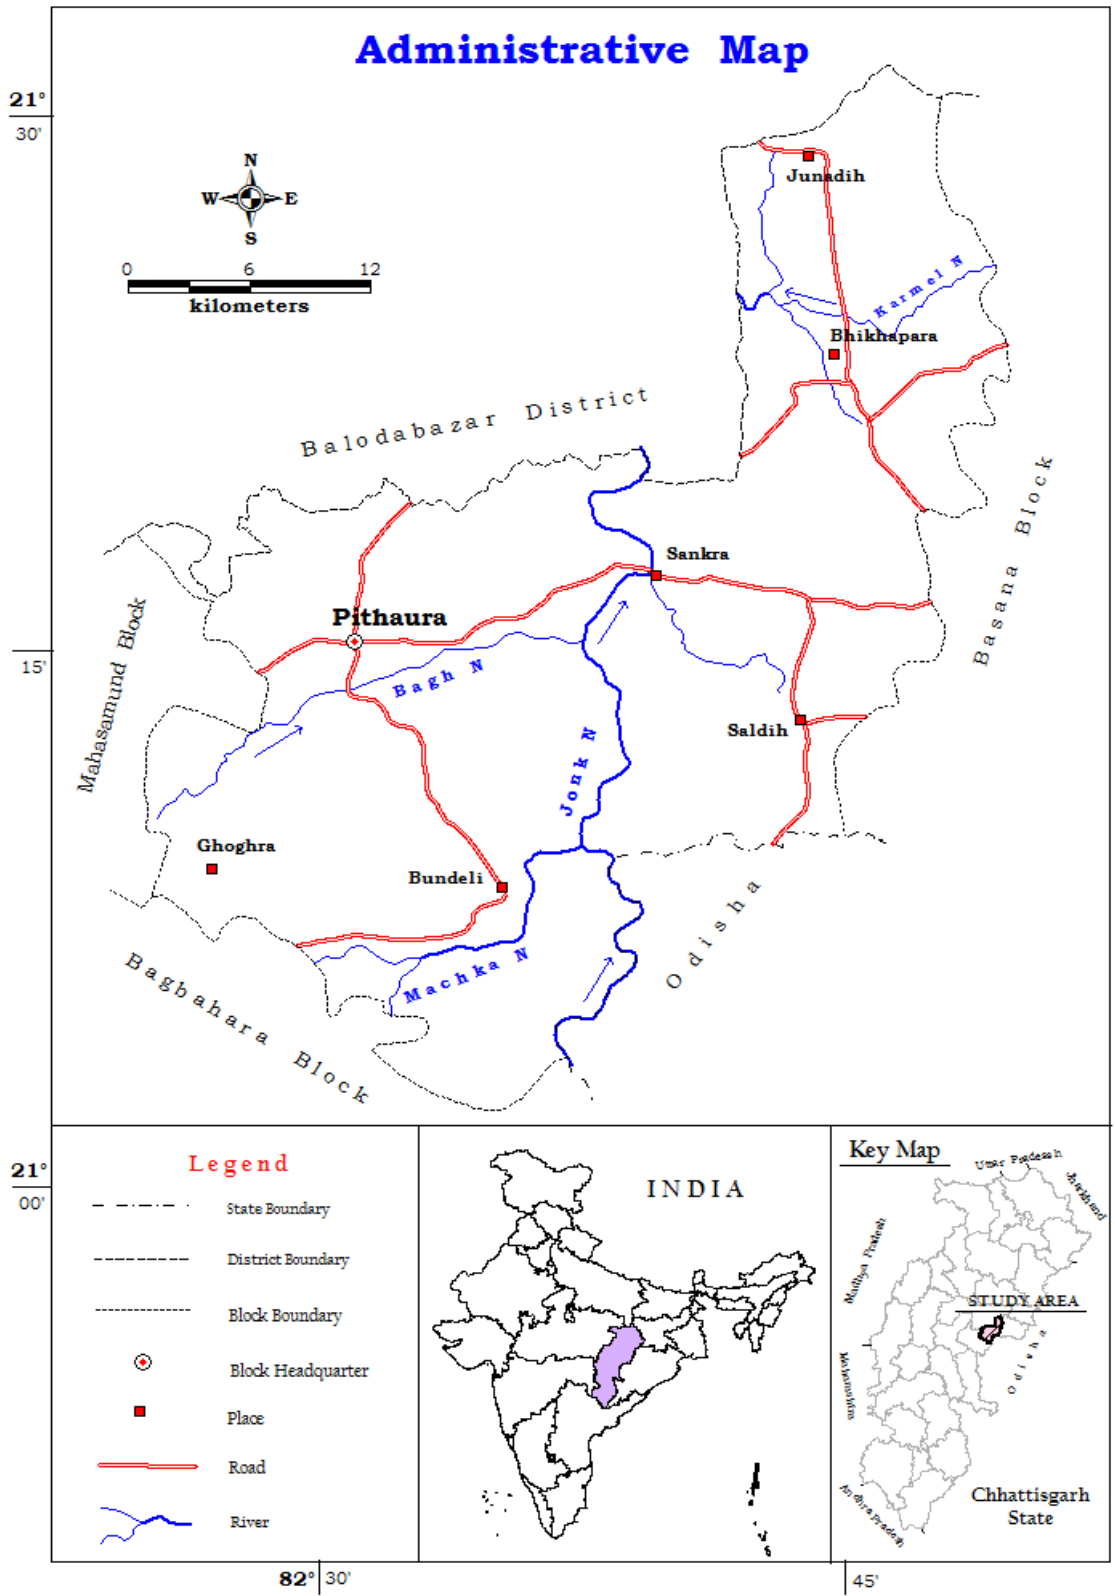 Administrative Map
21°
30'
N
W E
S
0 6 12
kilometers
Junadih
Karmel N
Bhikhapara
Balodabazar District
Basana Block
Sankra
Pithaura
Mahasamund Block
15'
Bagh N
Jonk N
Saldih
Ghoghra
Bundeli
Odisha
Machka N
Bagbahara Block
21°
00'
Legend
State Boundary
District Boundary
Block Boundary
Block Headquarter
Place
Road
River
INDIA
Key Map
Uttar Pradessh
Jharkhand
Madhya Pradesh
STUDY AREA
Odisha
Andhra Pradesh
Chhattisgarh
State
82° 30'
45'